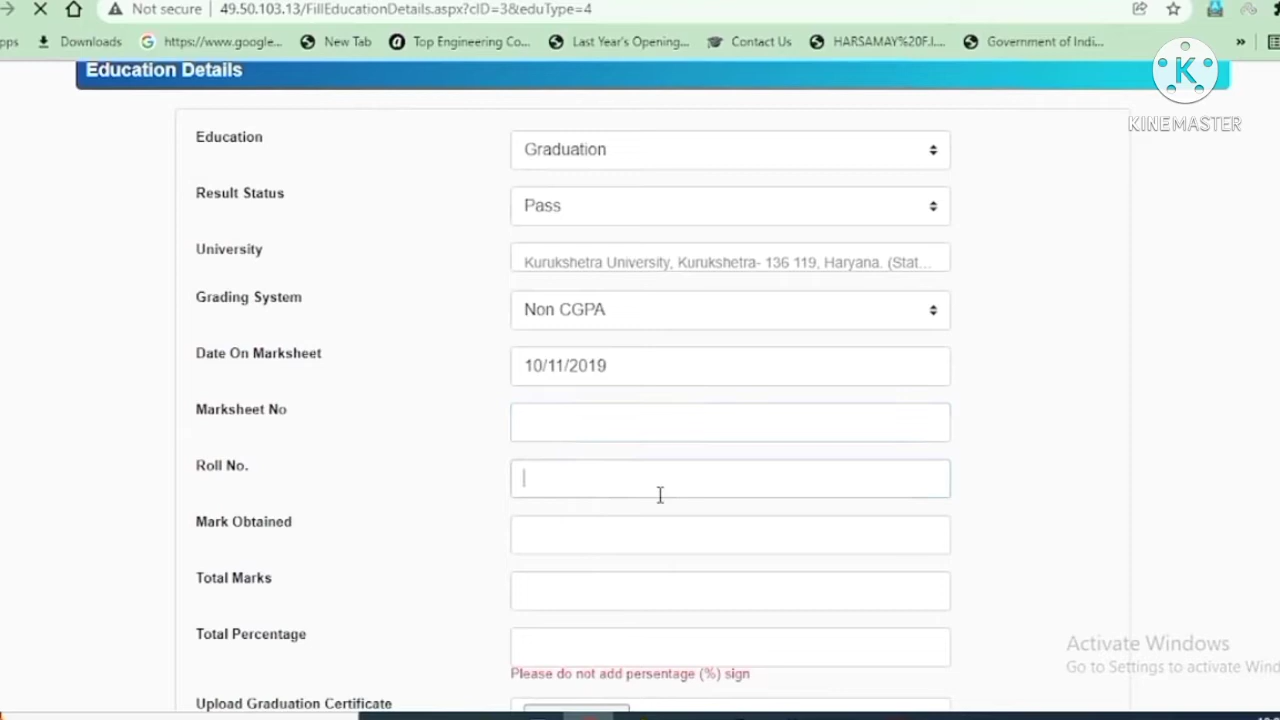 Not secure 49.50.103.13/FillEducationDetails.aspx?cID=3&eduType=4
pps Downloads https://www.google... New Tab Top Engineering Co... Last Year's Opening... Contact Us HARSAMAY%20F.I.... Government of Indi... »
Education Details
K
KINEMASTER
Education Graduation
Result Status Pass
University Kurukshetra University, Kurukshetra- 136 119, Haryana. (Stat...
Grading System Non CGPA
Date On Marksheet 10/11/2019
Marksheet No
Roll No.
Mark Obtained
Total Marks
Total Percentage
Please do not add persentage (%) sign
Activate Windows
Go to Settings to activate Wind
Upload Graduation Certificate